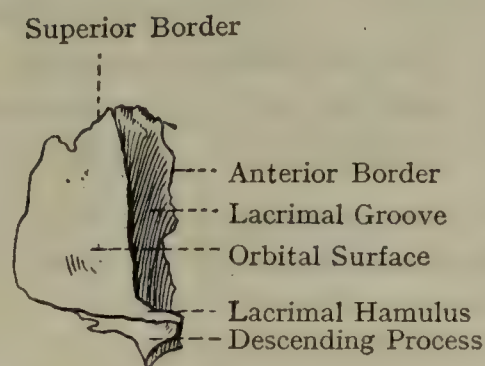 Superior Border
Anterior Border
Lacrimal Groove
Orbital Surface
Lacrimal Hamulus
Descending Process